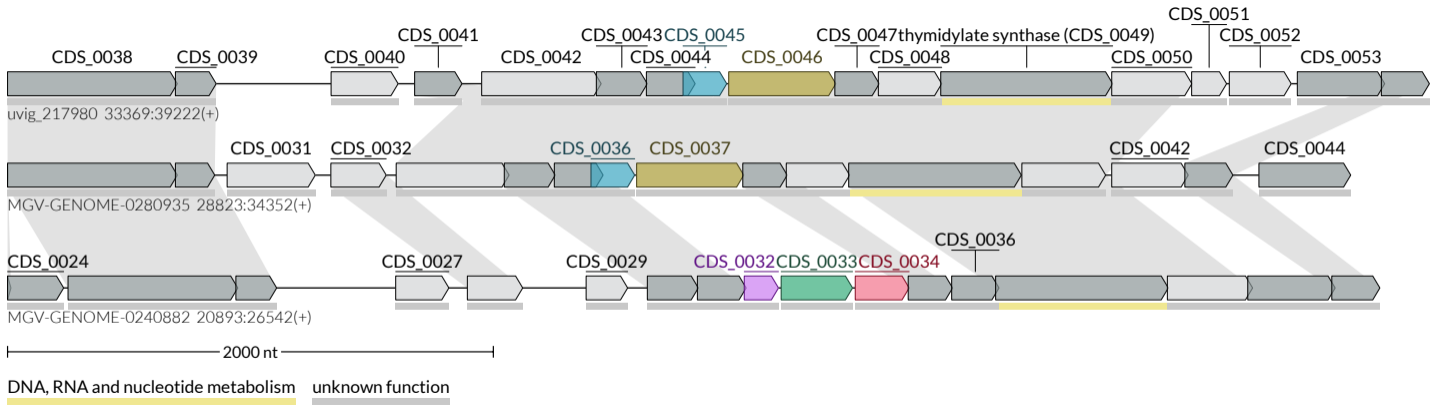 CDS_0051
CDS_0041 CDS_0043 CDS_0045 CDS_0047 thymidylate synthase (CDS_0049) CDS_0052
CDS_0038 CDS_0039 CDS_0040 CDS_0042 CDS_0044 CDS_0046 CDS_0048 CDS_0050 CDS_0053
uvig_217980 33369:39222(+)
CDS_0031 CDS_0032 CDS_0036 CDS_0037 CDS_0042 CDS_0044
MGV-GENOME-0280935 28823:34352(+)
CDS_0036
CDS_0024 CDS_0027 CDS_0029 CDS_0032 CDS_0033 CDS_0034
MGV-GENOME-0240882 20893:26542(+)
2000 nt
DNA, RNA and nucleotide metabolism unknown function